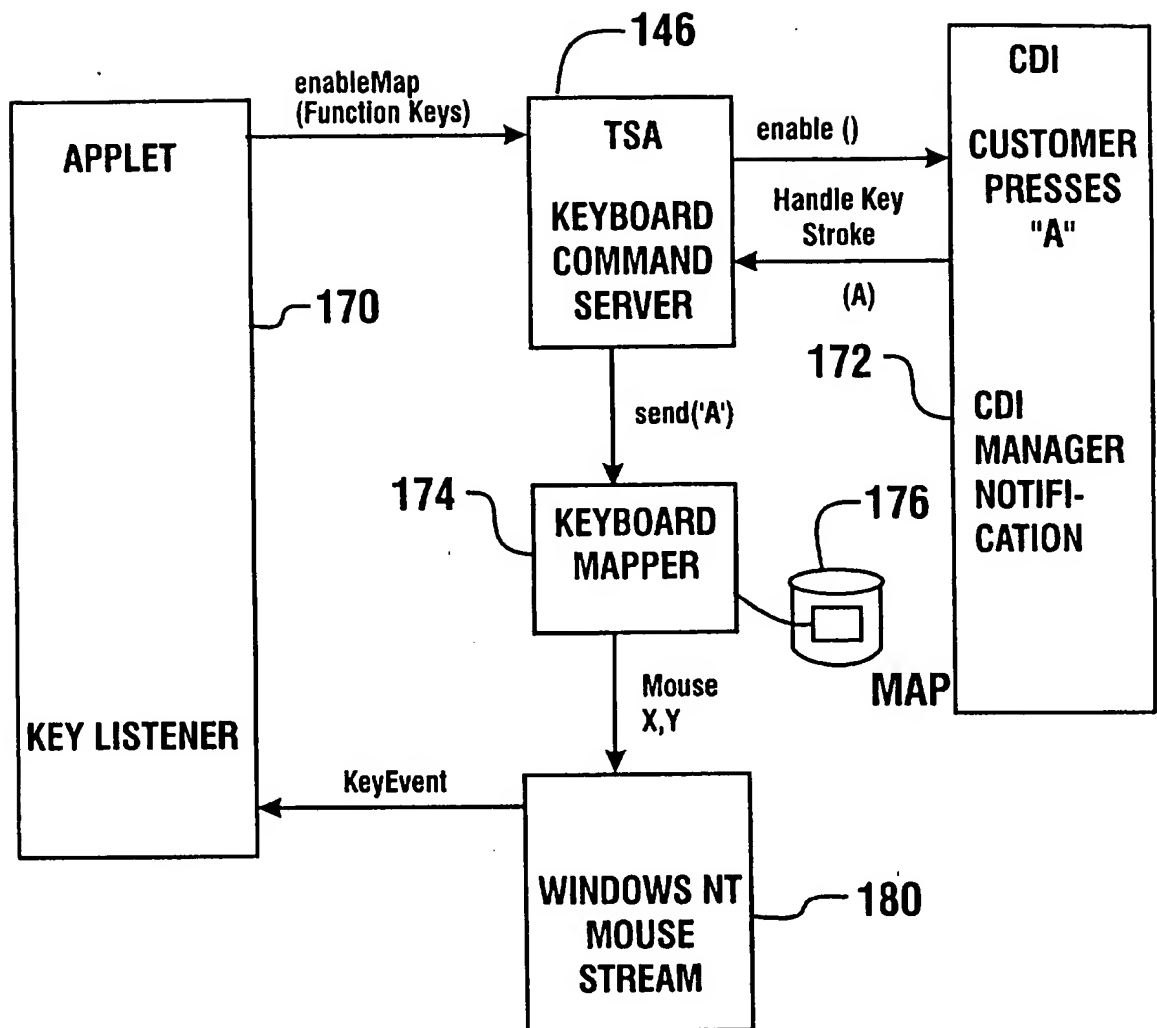 146
enableMap
(Function Keys)
APPLET
170
KEY LISTENER
TSA
KEYBOARD
COMMAND
SERVER
enable ()
Handle Key
Stroke
(A)
CDI
CUSTOMER
PRESSES
"A"
172
CDI
MANAGER
NOTIFI-
CATION
send('A')
174
KEYBOARD
MAPPER
176
MAP
Mouse
X,Y
KeyEvent
WINDOWS NT
MOUSE
STREAM
180